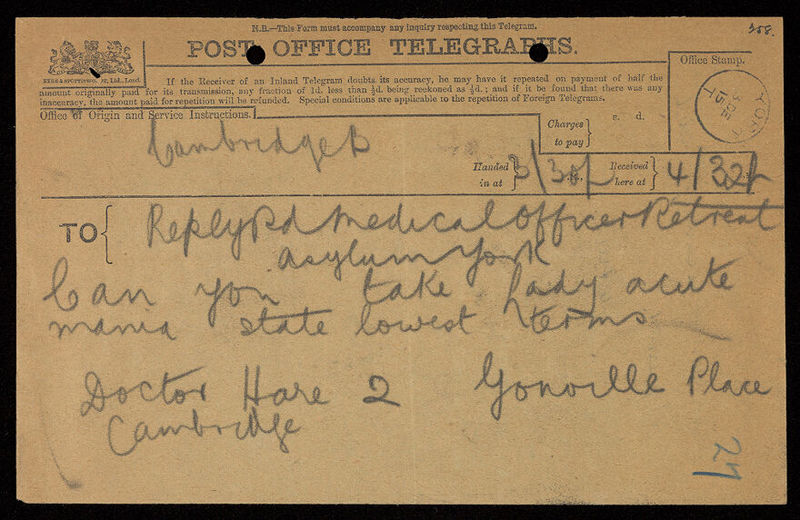 N.B.—This Form must accompany any inquiry respecting this Telegram.
358.
POST OFFICE TELEGRAPHS.
If the Receiver of an Inland Telegram doubts its accuracy, he may have it repeated on payment of half the
amount originally paid for its transmission, any fraction of 1d. less than ½d. being reckoned as ½d.; and if it be found that there was any
inaccuracy, the amount paid for repetition will be refunded. Special conditions are applicable to the repetition of Foreign Telegrams.
Office Stamp.
YORK
Office of Origin and Service Instructions.
Cambridge B
Charges to pay
s. d.
Handed in at
3/30
Received here at
4/32
TO
Reply Pd Medical Officer Retreat
asylum York
Can you take Lady acute
mania state lowest terms
Doctor Hare 2 Gonville Place
Cambridge
27